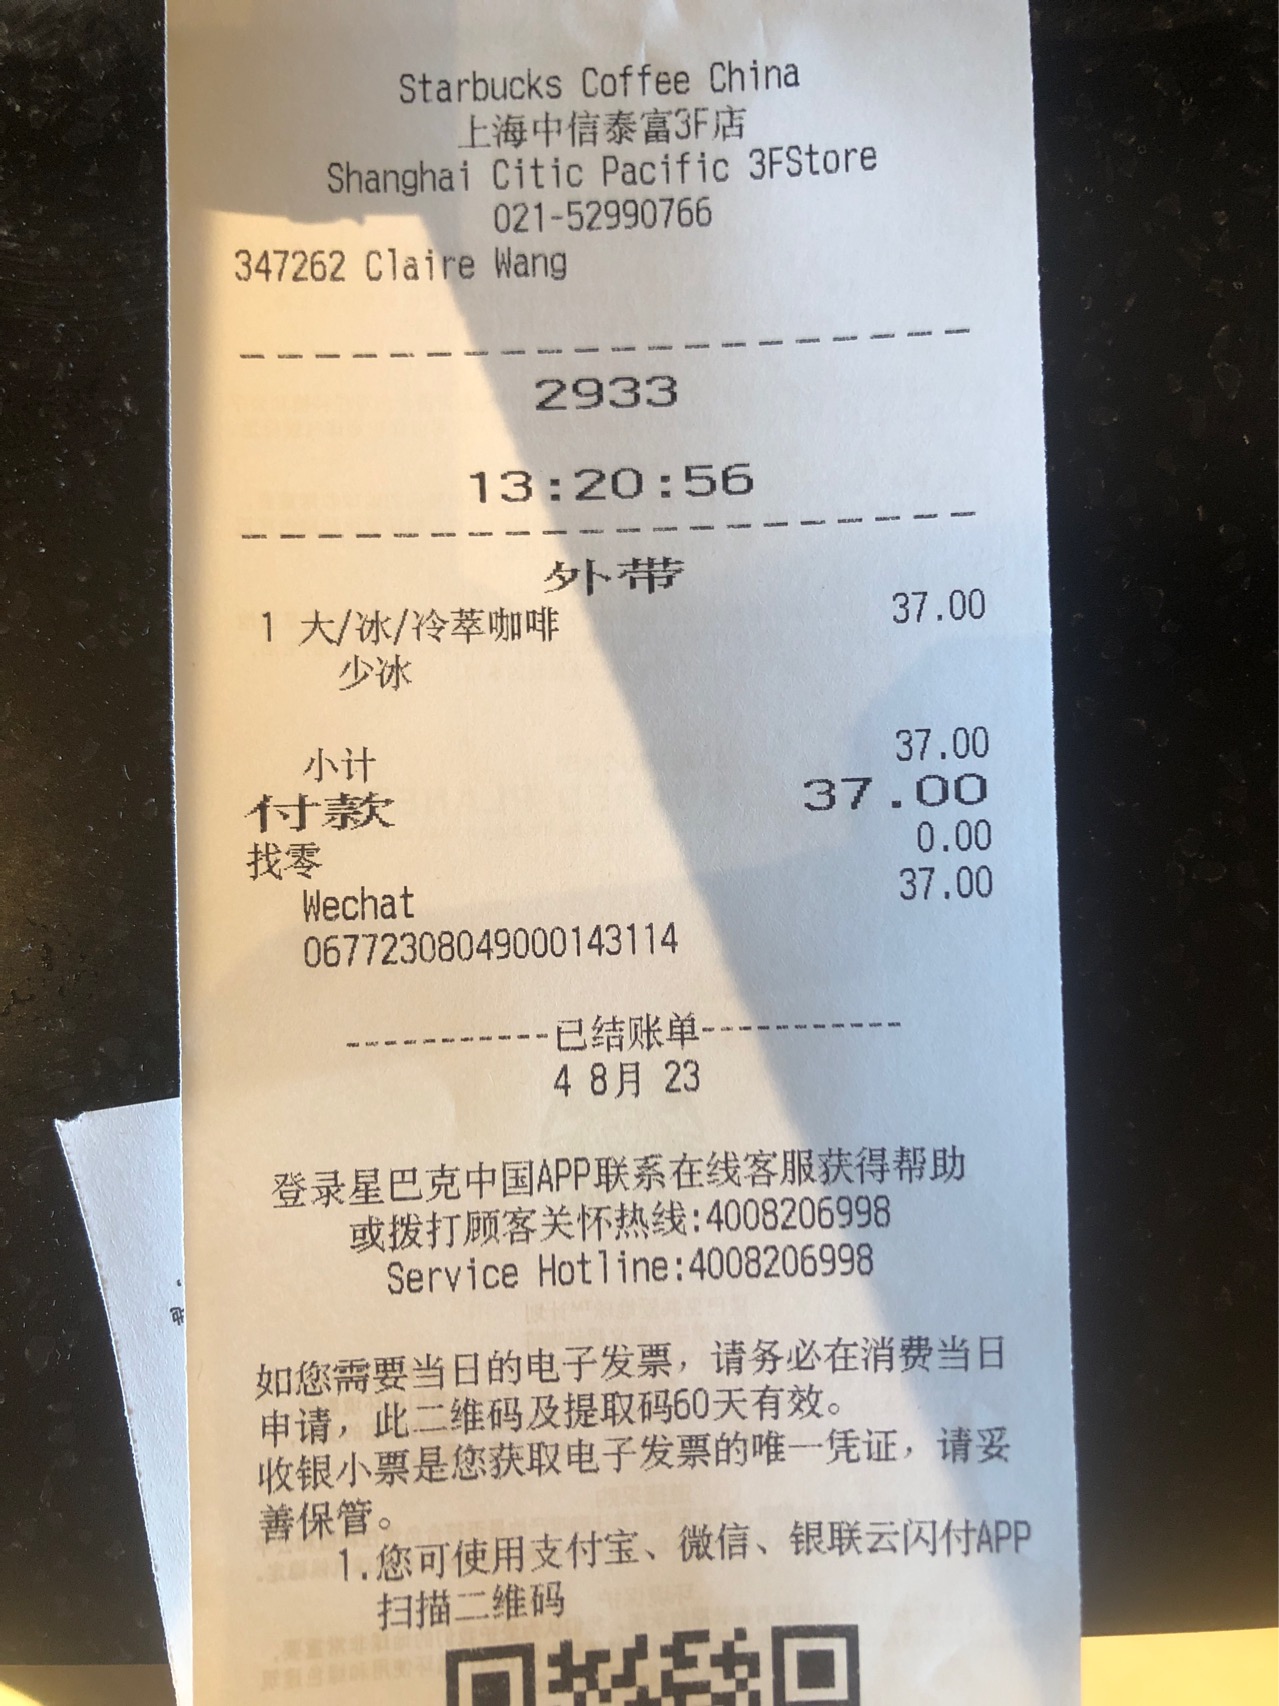 Starbucks Coffee China
上海中信泰富3F店
Shanghai Citic Pacific 3FStore
021-52990766
347262 Claire Wang
2933
13:20:56
外带
1 大/冰/冷萃咖啡 37.00
少冰
小计 37.00
付款 37.00
找零 0.00
Wechat 37.00
06772308049000143114
-----------已结账单-----------
4 8月 23
登录星巴克中国APP联系在线客服获得帮助
或拨打顾客关怀热线:4008206998
Service Hotline:4008206998
如您需要当日的电子发票，请务必在消费当日
申请，此二维码及提取码60天有效。
收银小票是您获取电子发票的唯一凭证，请妥
善保管。
1.您可使用支付宝、微信、银联云闪付APP
扫描二维码